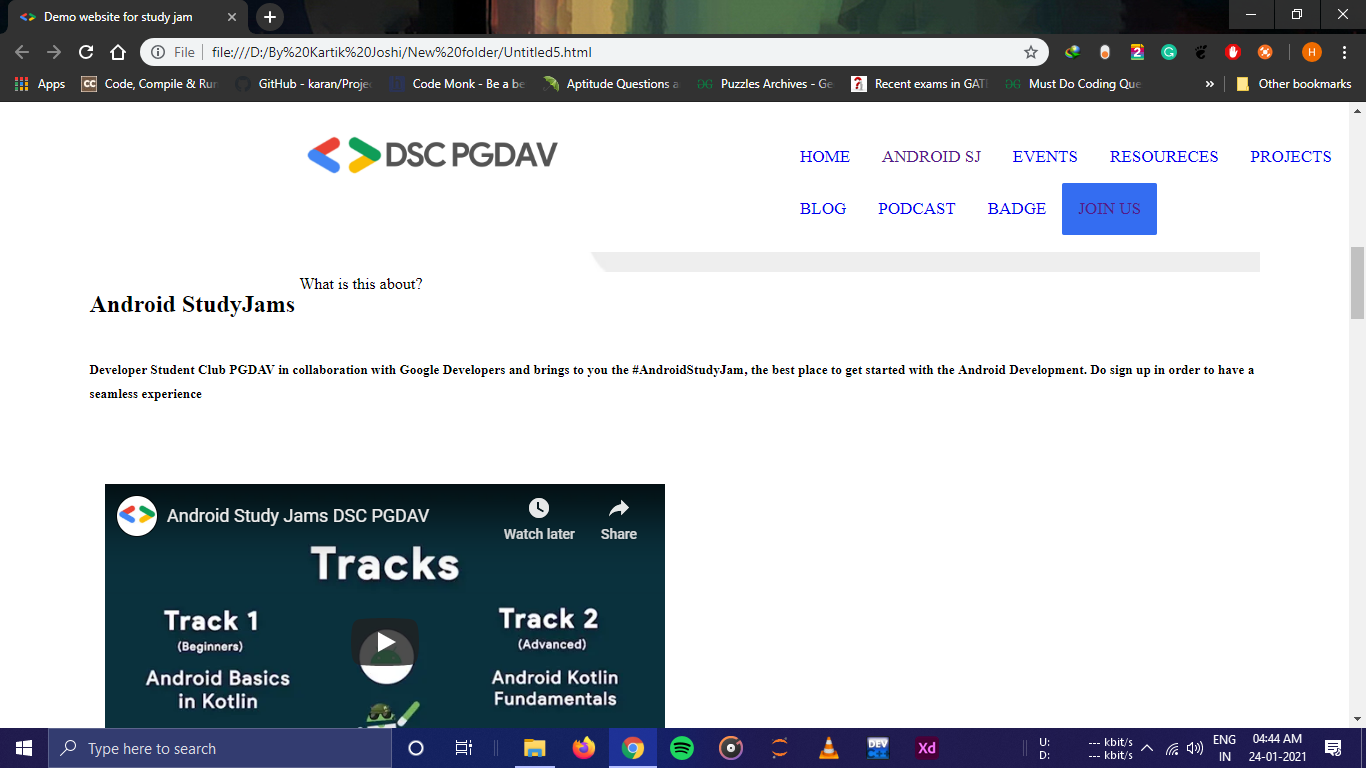 Demo website for study jam
File
file:///D:/By%20Kartik%20Joshi/New%20folder/Untitled5.html
H
Apps
CC Code, Compile & Run
GitHub - karan/Projec
Code Monk - Be a be
Aptitude Questions a
Puzzles Archives - Ge
Recent exams in GATE
Must Do Coding Que
»
Other bookmarks
DSC PGDAV
HOME ANDROID SJ EVENTS RESOURECES PROJECTS
BLOG PODCAST BADGE JOIN US
What is this about?
Android StudyJams
Developer Student Club PGDAV in collaboration with Google Developers and brings to you the #AndroidStudyJam, the best place to get started with the Android Development. Do sign up in order to have a
seamless experience
Android Study Jams DSC PGDAV
Watch later
Share
Tracks
Track 1
(Beginners)
Android Basics
in Kotlin
Track 2
(Advanced)
Android Kotlin
Fundamentals
Type here to search
DEV
Xd
U: --- kbit/s
D: --- kbit/s
ENG
IN
04:44 AM
24-01-2021